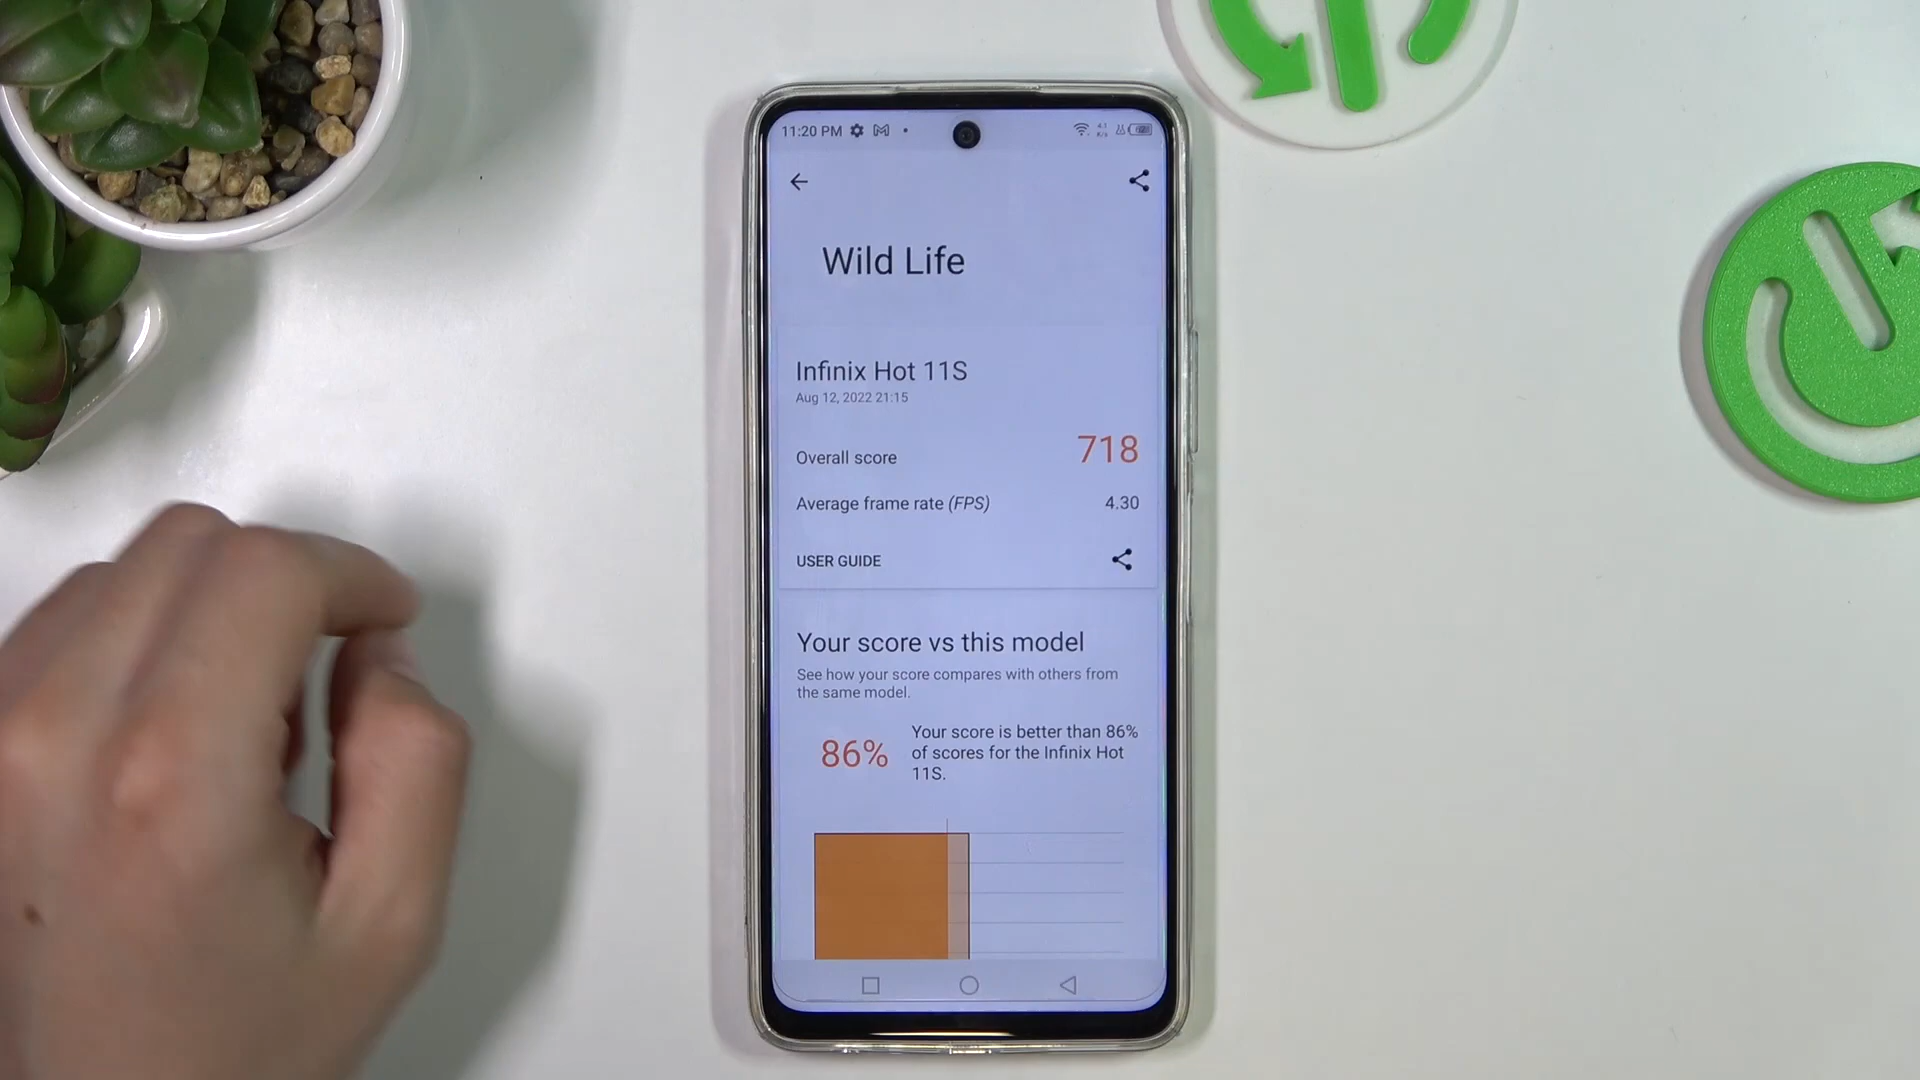 11:20 PM
Wild Life
Infinix Hot 11S
Aug 12, 2022 21:15
Overall score 718
Average frame rate (FPS) 4.30
USER GUIDE
Your score vs this model
See how your score compares with others from
the same model.
86%
Your score is better than 86%
of scores for the Infinix Hot
11S.